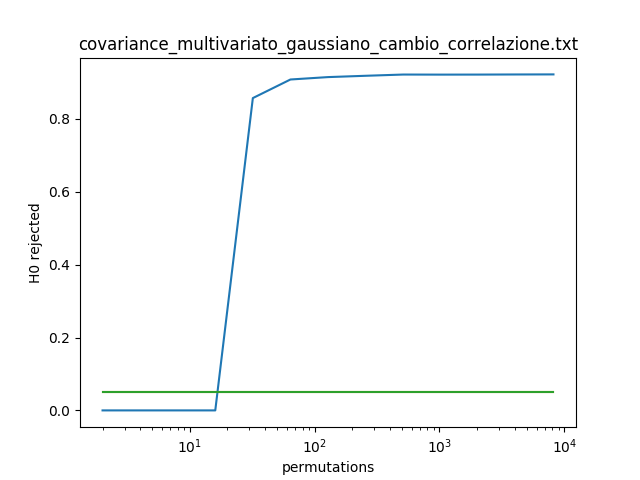 covariance_multivariato_gaussiano_cambio_correlazione.txt
H0 rejected
0.8
0.6
0.4
0.2
0.0
10¹ 10² 10³ 10⁴
permutations